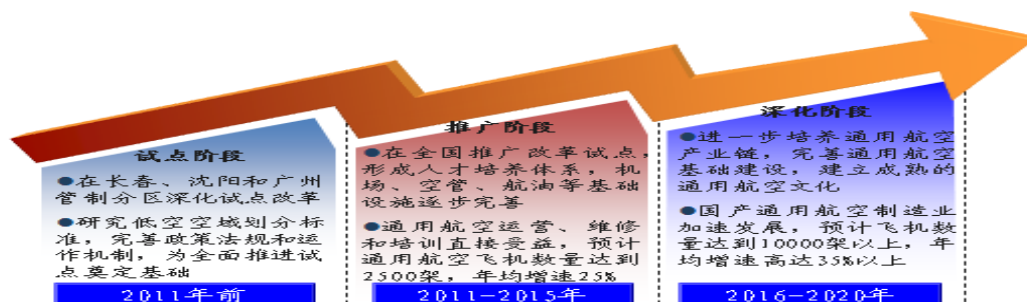 试点阶段
●在长春、沈阳和广州
管制分区深化试点改革
●研究低空空域划分标
准，完善政策法规和运
作机制，为全面推进试
点奠定基础
2011年前
推广阶段
●在全国推广改革试点，
形成人才培养体系，机
场、空管、航油等基础
设施逐步完善
●通用航空运营、维修
和培训直接受益，预计
通用航空飞机数量达到
2500架，年均增速25%
2011-2015年
深化阶段
●进一步培养通用航空
产业链，完善通用航空
基础建设，建立成熟的
通用航空文化
●国产通用航空制造业
加速发展，预计飞机数
量达到10000架以上，年
均增速高达35%以上
2016-2020年